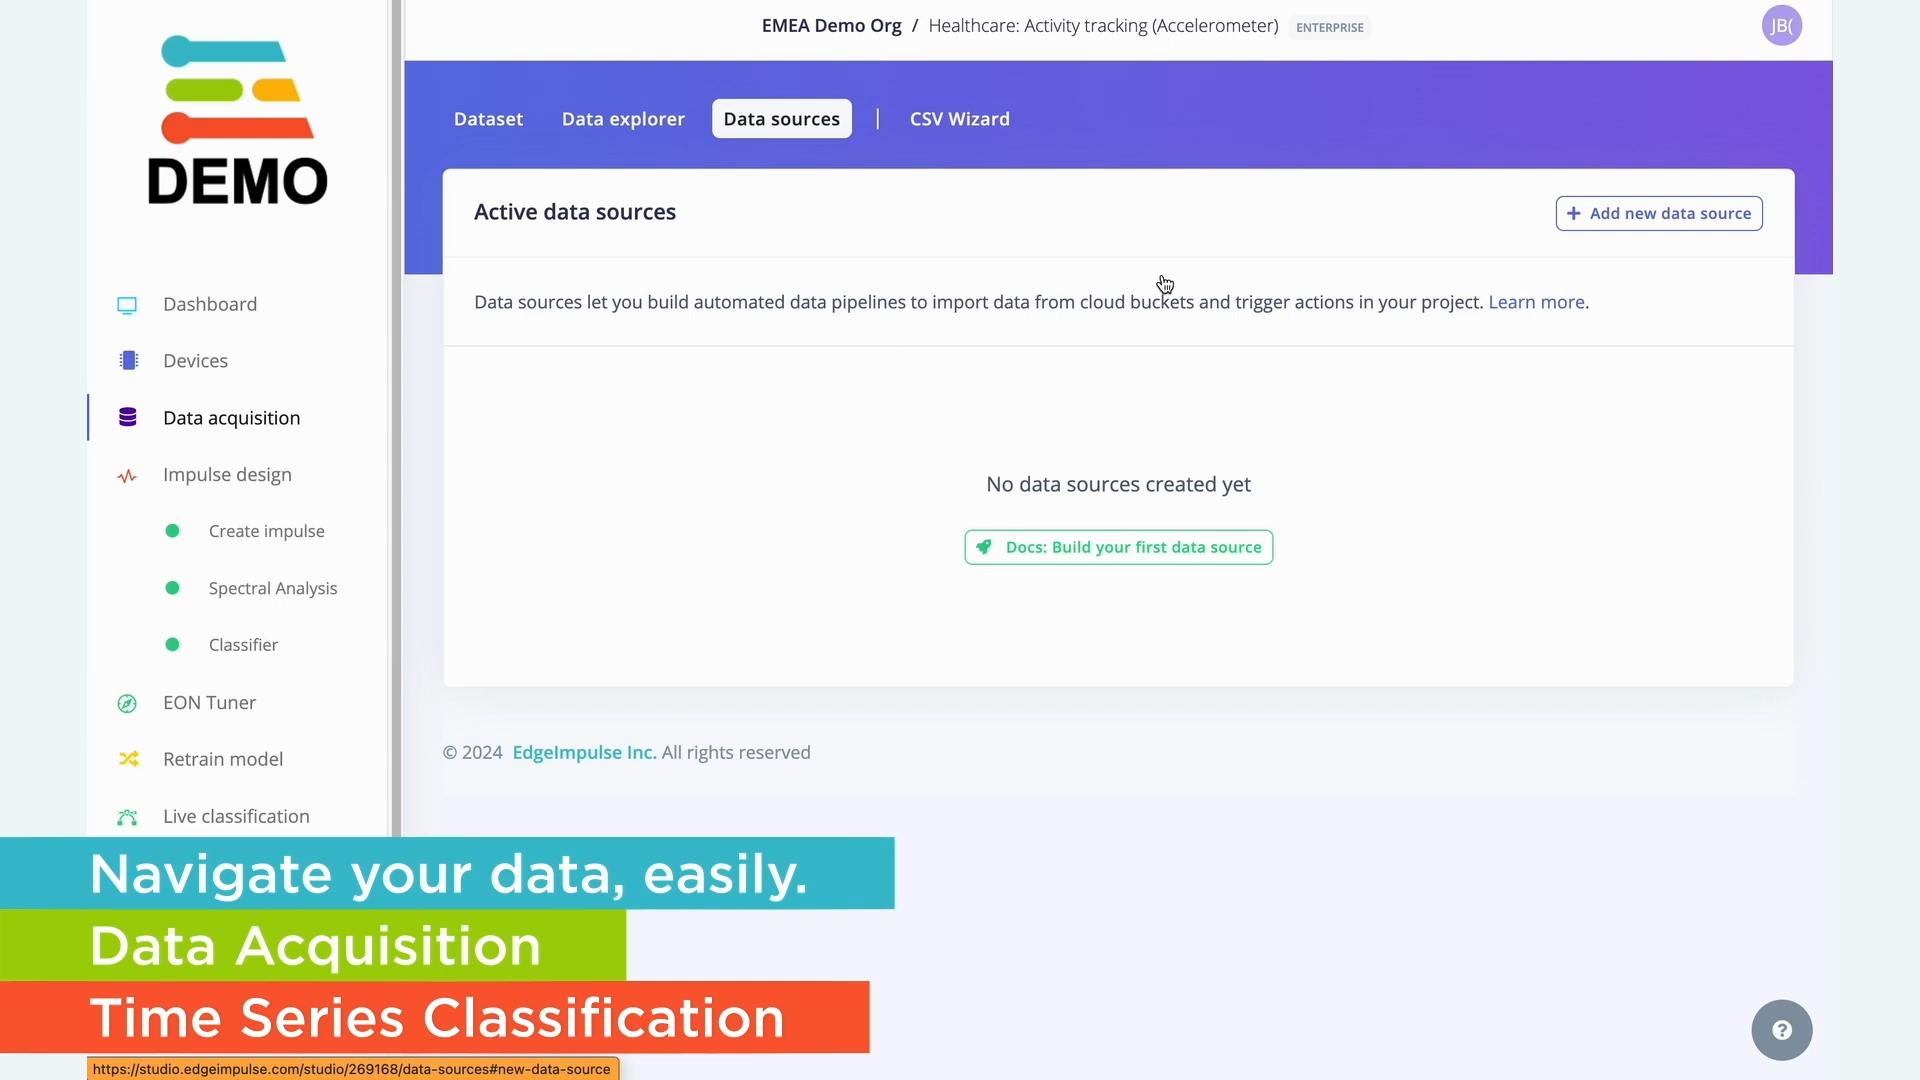 EMEA Demo Org / Healthcare: Activity tracking (Accelerometer) ENTERPRISE
JB(
DEMO
Dataset Data explorer Data sources | CSV Wizard
Active data sources
+ Add new data source
Data sources let you build automated data pipelines to import data from cloud buckets and trigger actions in your project. Learn more.
No data sources created yet
Docs: Build your first data source
© 2024 EdgeImpulse Inc. All rights reserved
Dashboard
Devices
Data acquisition
Impulse design
Create impulse
Spectral Analysis
Classifier
EON Tuner
Retrain model
Live classification
Navigate your data, easily.
Data Acquisition
Time Series Classification
?
https://studio.edgeimpulse.com/studio/269168/data-sources#new-data-source